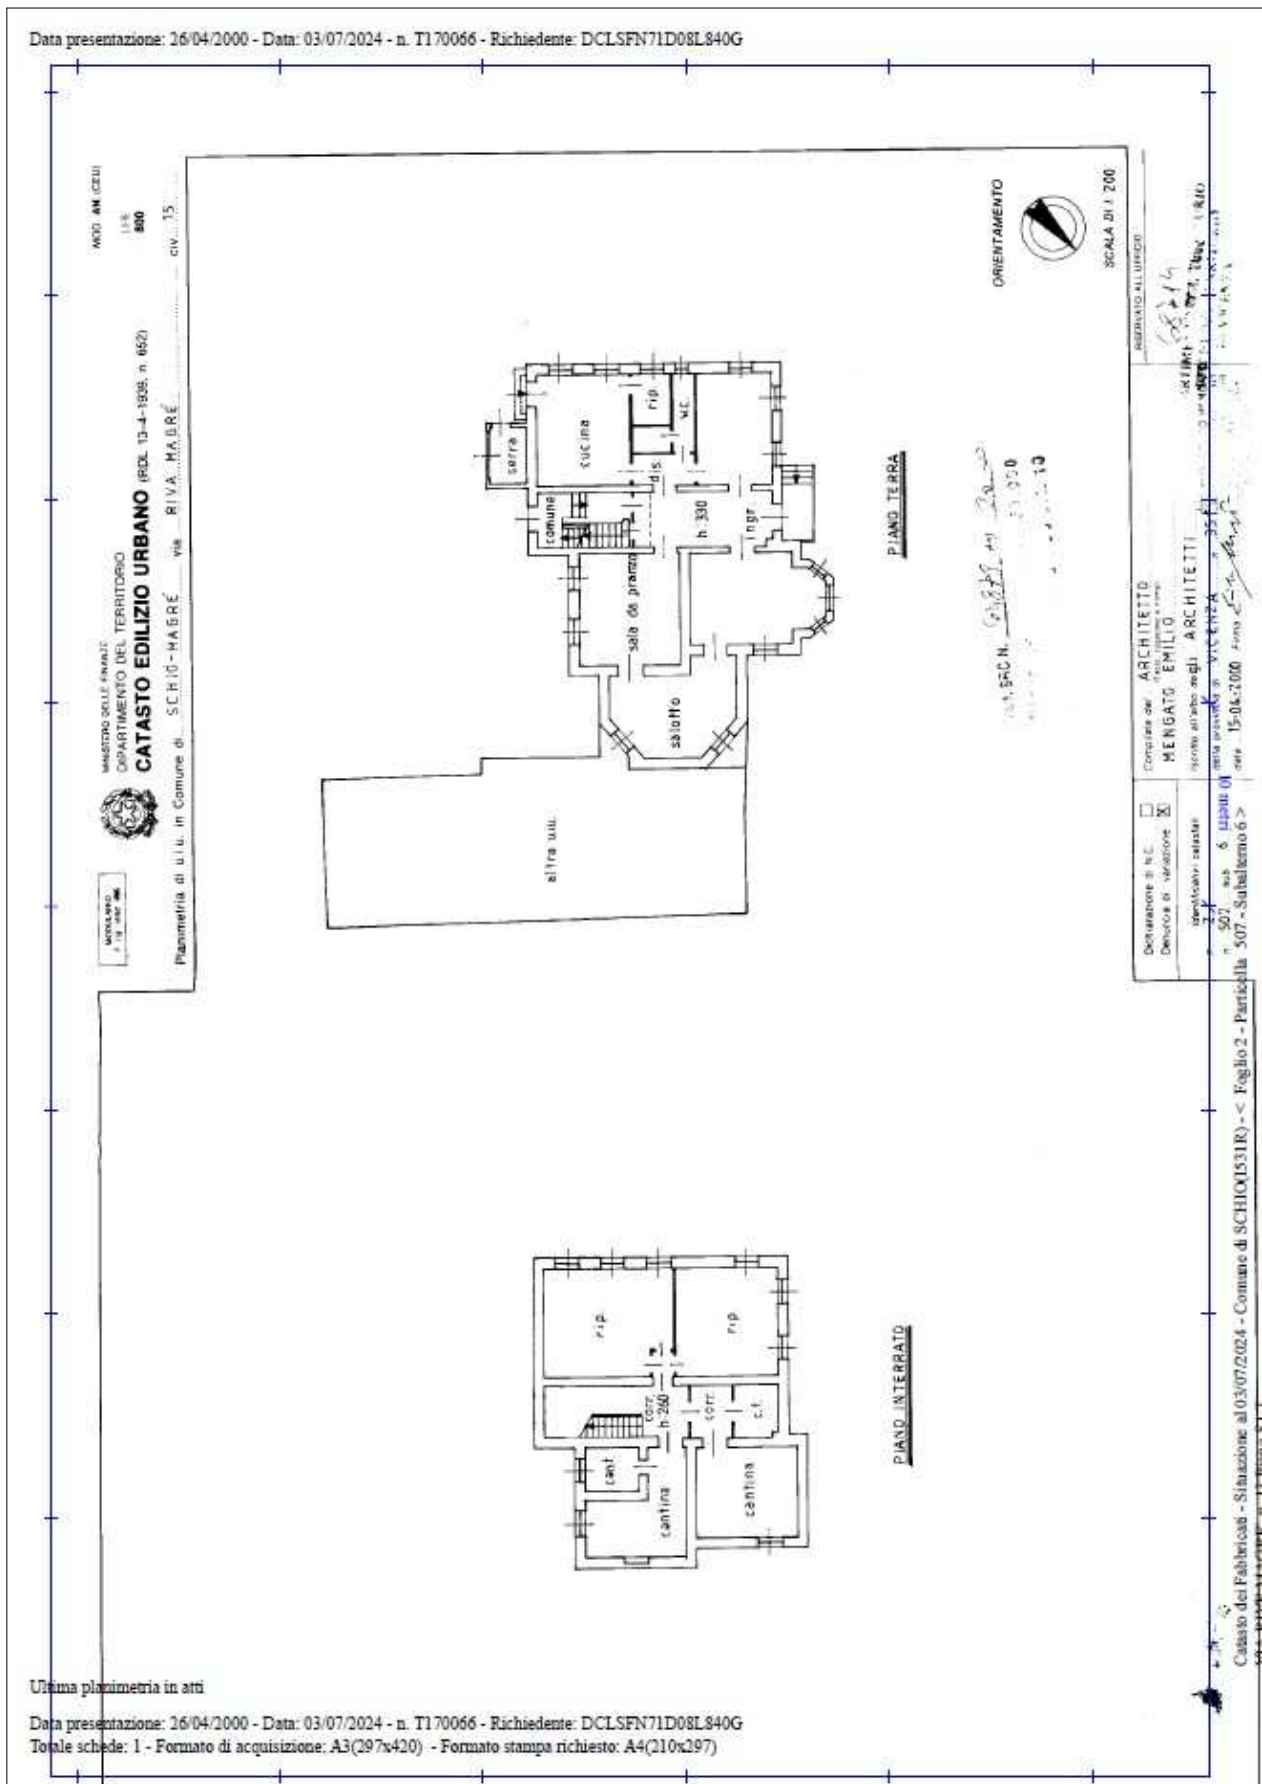 Data presentazione: 26/04/2000 - Data: 03/07/2024 - n. T170066 - Richiedente: DCLSFN71D08L840G
MODULARIO
MINISTERO DELLE FINANZE
DIPARTIMENTO DEL TERRITORIO
CATASTO EDILIZIO URBANO (RDL 13-4-1939, n. 652)
MOD. AN (CEU)
LIRE
800
Planimetria di u.i.u. in Comune di SCHIO-MAGRÉ via RIVA MAGRÉ civ. 15
serra
comune
cucina
rip.
w.c.
dis.
h. 330
ingr.
sala da pranzo
salotto
altra u.i.u.
PIANO TERRA
ORIENTAMENTO
SCALA DI 1: 200
rip.
rip.
corr.
h. 260
corr.
c.t.
cant.
cantina
cantina
PIANO INTERRATO
Dichiarazione di N.C.
Denuncia di variazione
Identificativi catastali
n. 507 sub. 6
Compilata dal: ARCHITETTO
MENGATO EMILIO
Iscritto all'albo degli ARCHITETTI
della provincia di VICENZA
data 15-04-2000 Firma
RISERVATO ALL'UFFICIO
Catasto dei Fabbricati - Situazione al 03/07/2024 - Comune di SCHIO(I531R) - < Foglio 2 - Particella 507 - Subalterno 6 >
Ultima planimetria in atti
Data presentazione: 26/04/2000 - Data: 03/07/2024 - n. T170066 - Richiedente: DCLSFN71D08L840G
Totale schede: 1 - Formato di acquisizione: A3(297x420) - Formato stampa richiesto: A4(210x297)